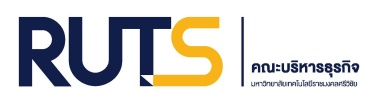 RUTS
คณะบริหารธุรกิจ
มหาวิทยาลัยเทคโนโลยีราชมงคลศรีวิชัย